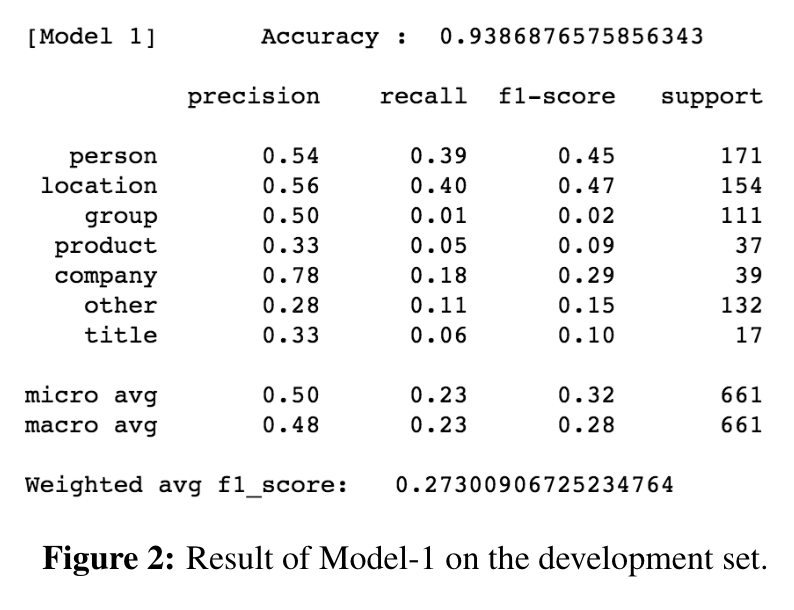 [Model 1] Accuracy : 0.9386876575856343
precision recall f1-score support
person 0.54 0.39 0.45 171
location 0.56 0.40 0.47 154
group 0.50 0.01 0.02 111
product 0.33 0.05 0.09 37
company 0.78 0.18 0.29 39
other 0.28 0.11 0.15 132
title 0.33 0.06 0.10 17
micro avg 0.50 0.23 0.32 661
macro avg 0.48 0.23 0.28 661
Weighted avg f1_score: 0.27300906725234764
Figure 2: Result of Model-1 on the development set.